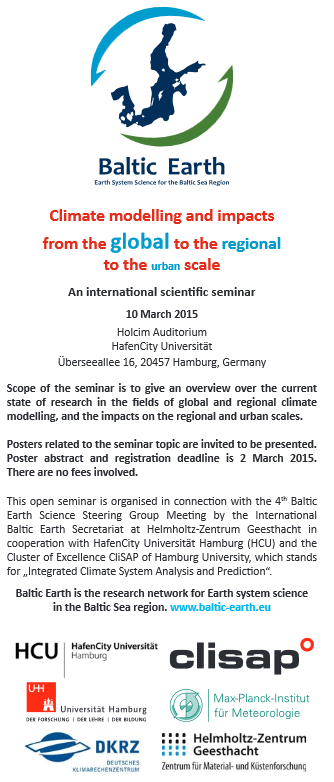 Baltic Earth
Earth System Science for the Baltic Sea Region
Climate modelling and impacts
from the global to the regional
to the urban scale
An international scientific seminar
10 March 2015
Holcim Auditorium
HafenCity Universität
Überseeallee 16, 20457 Hamburg, Germany
Scope of the seminar is to give an overview over the current
state of research in the fields of global and regional climate
modelling, and the impacts on the regional and urban scales.
Posters related to the seminar topic are invited to be presented.
Poster abstract and registration deadline is 2 March 2015.
There are no fees involved.
This open seminar is organised in connection with the 4th Baltic
Earth Science Steering Group Meeting by the International
Baltic Earth Secretariat at Helmholtz-Zentrum Geesthacht in
cooperation with HafenCity Universität Hamburg (HCU) and the
Cluster of Excellence CliSAP of Hamburg University, which stands
for „Integrated Climate System Analysis and Prediction“.
Baltic Earth is the research network for Earth system science
in the Baltic Sea region. www.baltic-earth.eu
HCU HafenCity Universität
Hamburg
clisap
UH
Universität Hamburg
DER FORSCHUNG | DER LEHRE | DER BILDUNG
Max-Planck-Institut
für Meteorologie
DKRZ
DEUTSCHES
KLIMARECHENZENTRUM
Helmholtz-Zentrum
Geesthacht
Zentrum für Material- und Küstenforschung